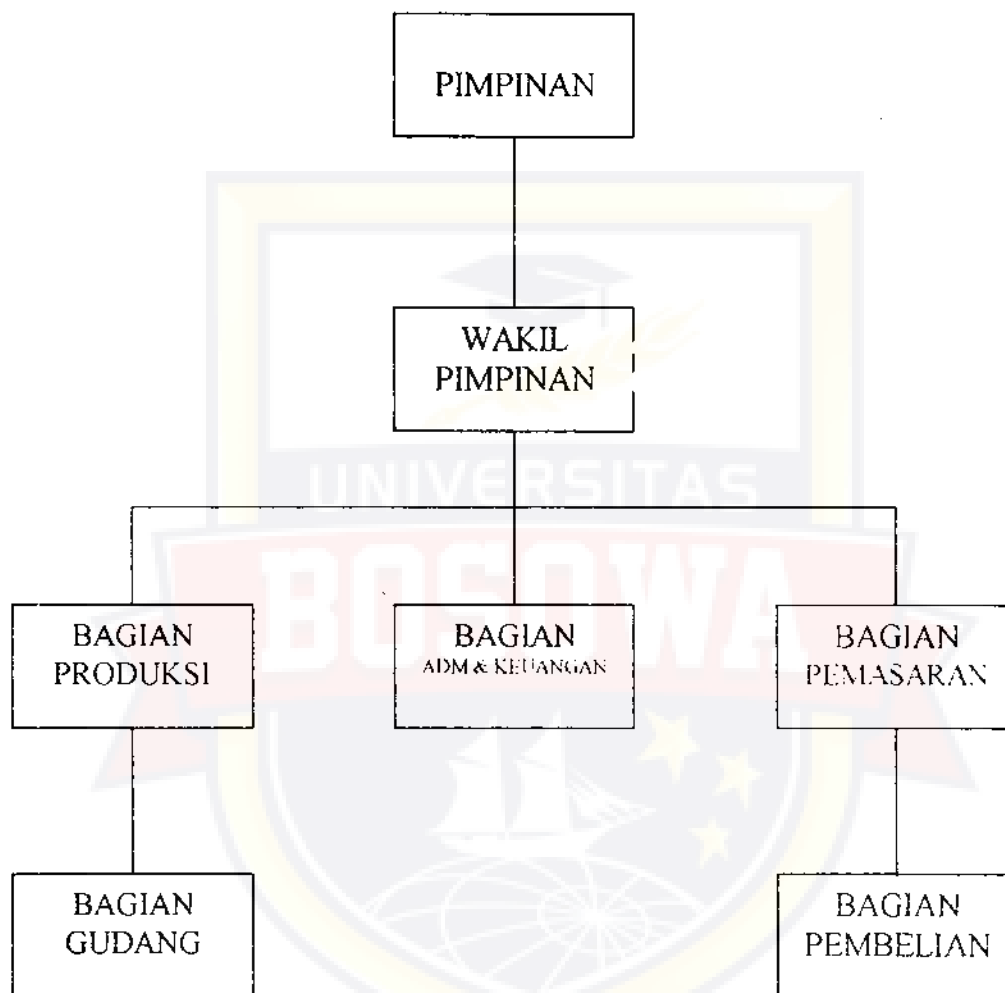 PIMPINAN
WAKIL
PIMPINAN
UNIVERSITAS
BOSOWA
BAGIAN
PRODUKSI
BAGIAN
ADM & KEUANGAN
BAGIAN
PEMASARAN
BAGIAN
GUDANG
BAGIAN
PEMBELIAN